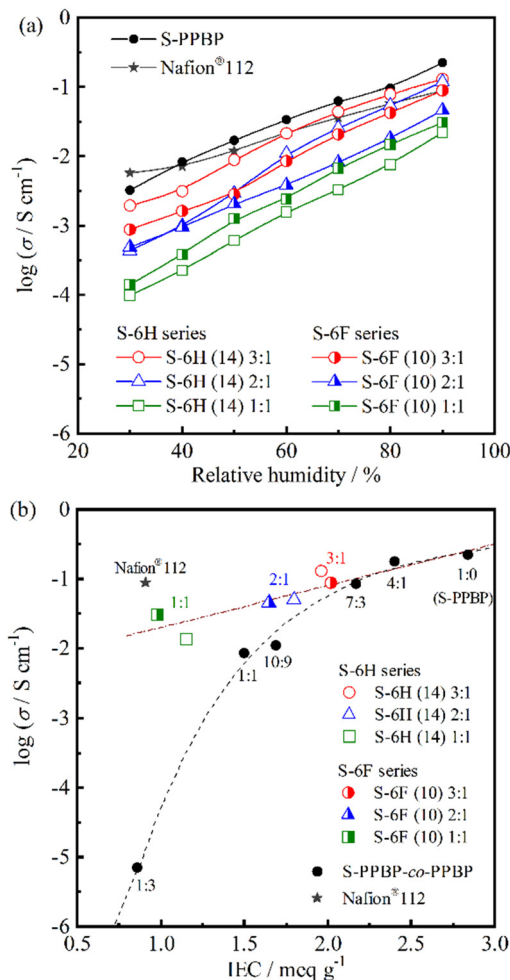 (a)
0
-1
-2
-3
-4
-5
-6
log (σ / S cm⁻¹)
S-PPBP
Nafion®112
S-6H series
S-6H (14) 3:1
S-6H (14) 2:1
S-6H (14) 1:1
S-6F series
S-6F (10) 3:1
S-6F (10) 2:1
S-6F (10) 1:1
20 40 60 80 100
Relative humidity / %
(b)
0
-1
-2
-3
-4
-5
-6
log (σ / S cm⁻¹)
Nafion®112
1:1
2:1
3:1
1:1
10:9
7:3
4:1
1:0
(S-PPBP)
1:3
S-6H series
S-6H (14) 3:1
S-6H (14) 2:1
S-6H (14) 1:1
S-6F series
S-6F (10) 3:1
S-6F (10) 2:1
S-6F (10) 1:1
S-PPBP-co-PPBP
Nafion®112
0.5 1.0 1.5 2.0 2.5 3.0
IEC / meq g⁻¹